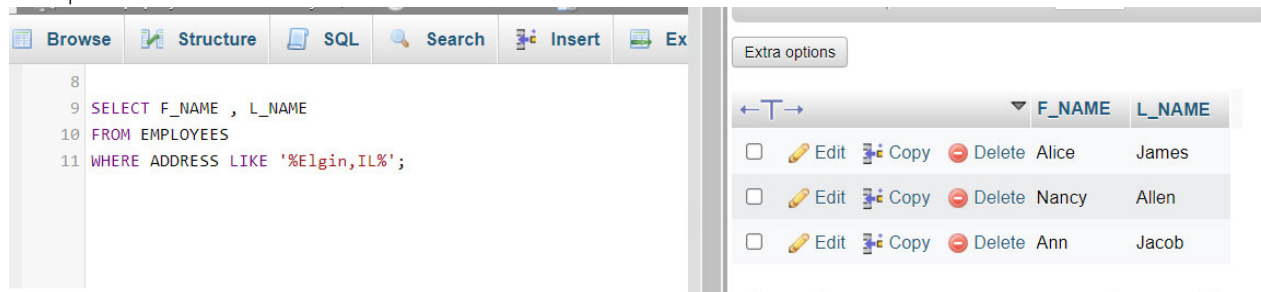 Browse Structure SQL Search Insert Ex
8
9 SELECT F_NAME , L_NAME
10 FROM EMPLOYEES
11 WHERE ADDRESS LIKE '%Elgin,IL%';
Extra options
←T→ ▼ F_NAME L_NAME
Edit Copy Delete Alice James
Edit Copy Delete Nancy Allen
Edit Copy Delete Ann Jacob